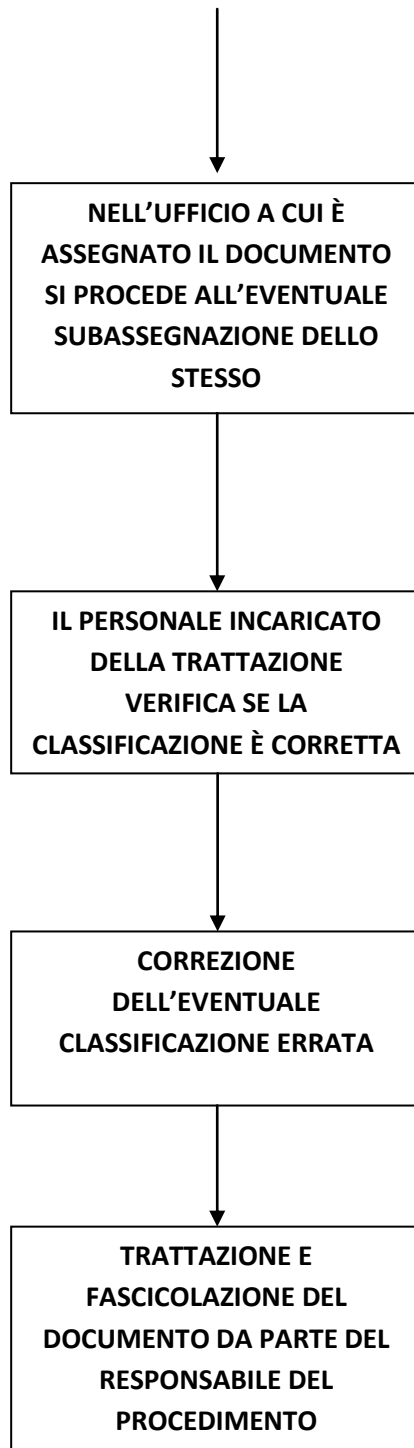 NELL’UFFICIO A CUI È
ASSEGNATO IL DOCUMENTO
SI PROCEDE ALL’EVENTUALE
SUBASSEGNAZIONE DELLO
STESSO
IL PERSONALE INCARICATO
DELLA TRATTAZIONE
VERIFICA SE LA
CLASSIFICAZIONE È CORRETTA
CORREZIONE
DELL’EVENTUALE
CLASSIFICAZIONE ERRATA
TRATTAZIONE E
FASCICOLAZIONE DEL
DOCUMENTO DA PARTE DEL
RESPONSABILE DEL
PROCEDIMENTO